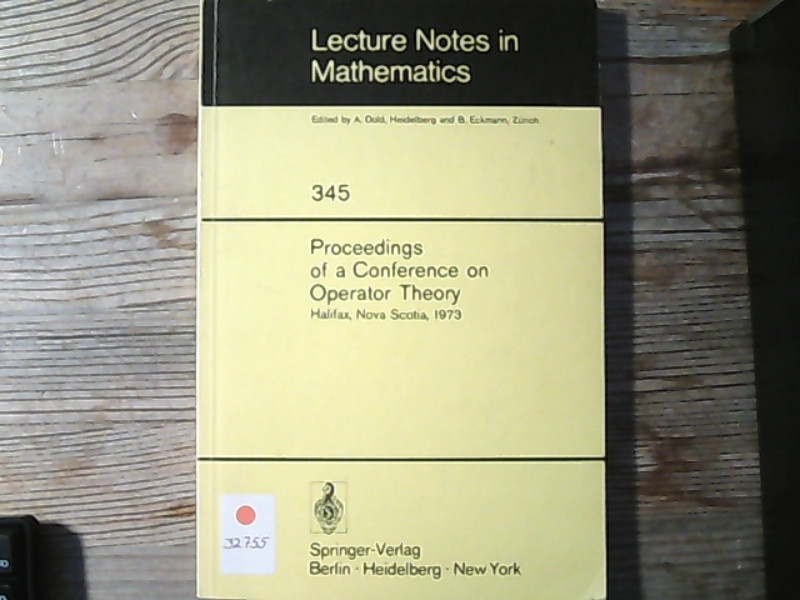 Lecture Notes in
Mathematics
Edited by A. Dold, Heidelberg and B. Eckmann, Zürich
345
Proceedings
of a Conference on
Operator Theory
Halifax, Nova Scotia, 1973
32755
Springer-Verlag
Berlin · Heidelberg · New York